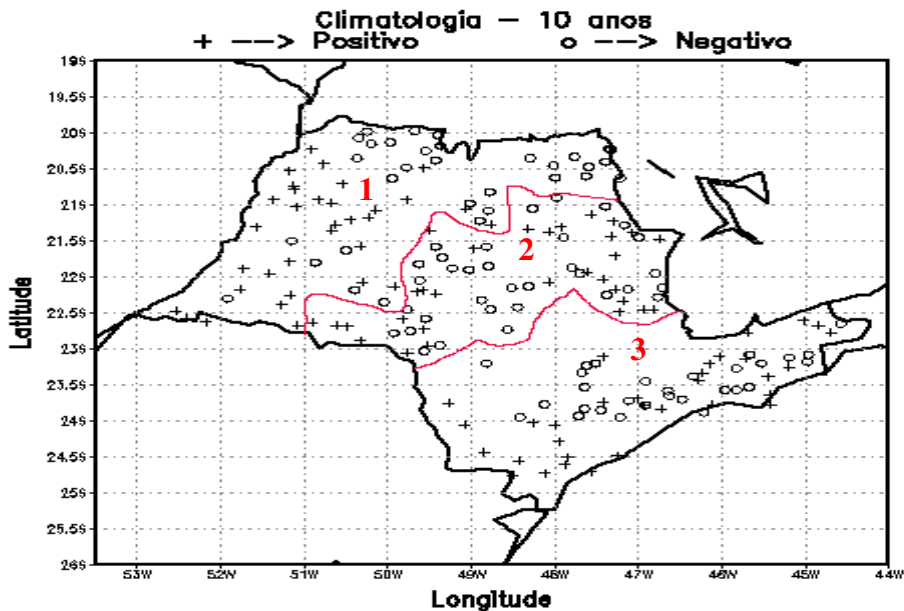 Climatologia – 10 anos
+ ––> Positivo o ––> Negativo
19S
19.5S
20S
20.5S
21S
21.5S
22S
22.5S
23S
23.5S
24S
24.5S
25S
25.5S
26S
Latitude
1
2
3
53W 52W 51W 50W 49W 48W 47W 46W 45W 44W
Longitude